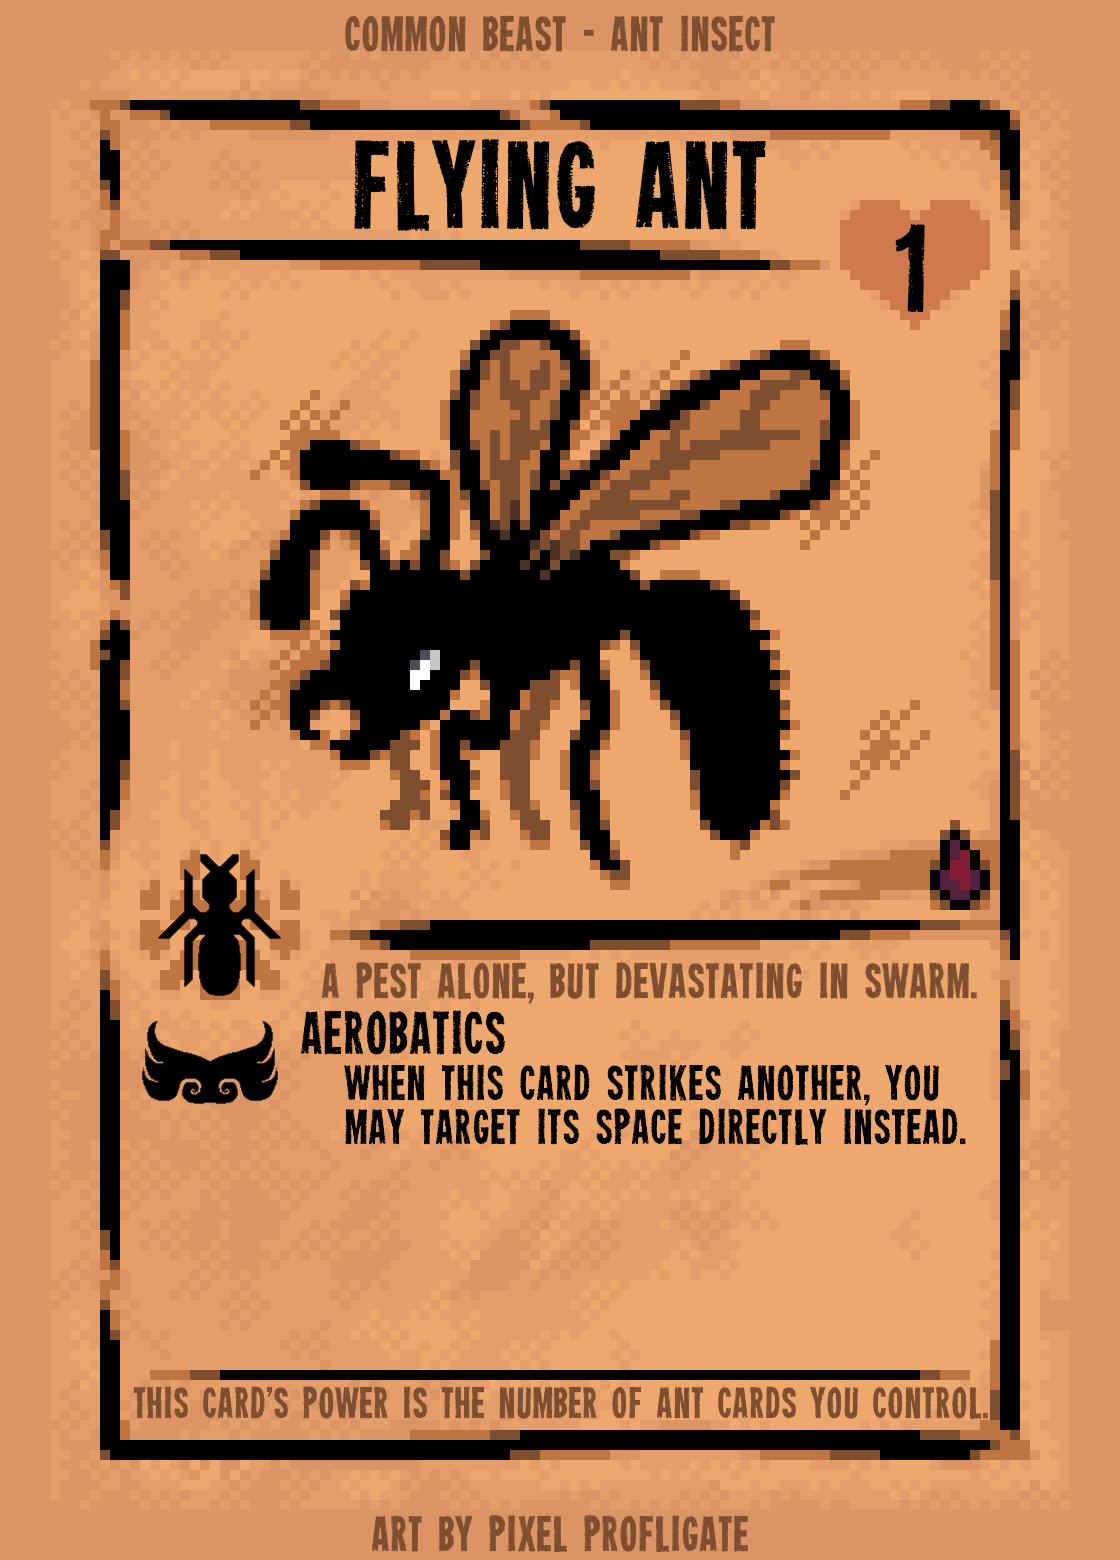 COMMON BEAST - ANT INSECT
FLYING ANT
1
A PEST ALONE, BUT DEVASTATING IN SWARM.
AEROBATICS
WHEN THIS CARD STRIKES ANOTHER, YOU
MAY TARGET ITS SPACE DIRECTLY INSTEAD.
THIS CARD'S POWER IS THE NUMBER OF ANT CARDS YOU CONTROL.
ART BY PIXEL PROFLIGATE